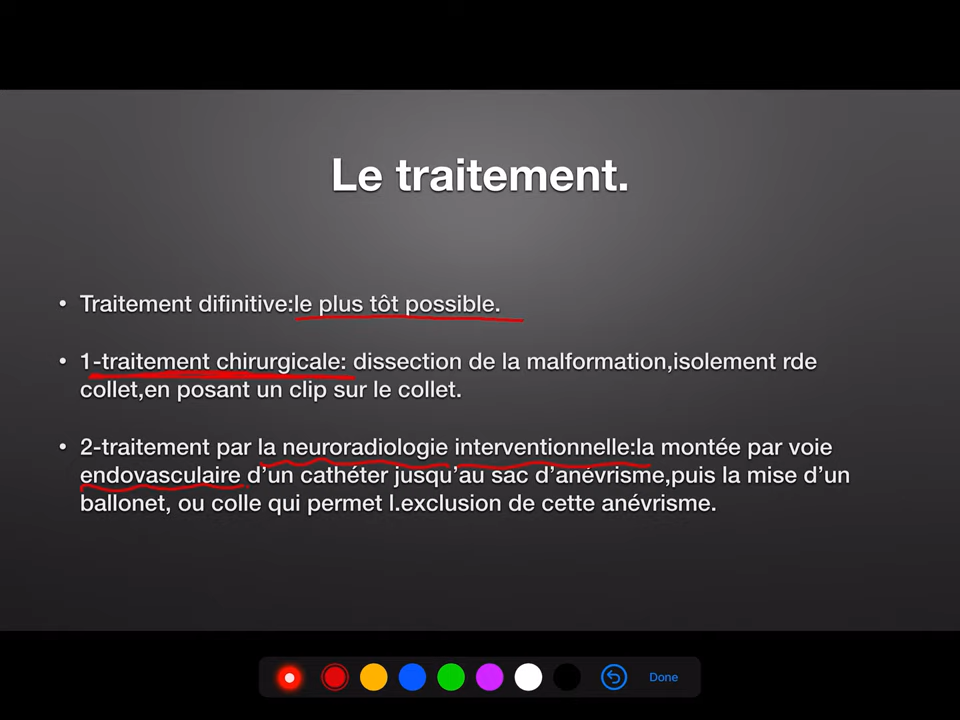 Le traitement.
• Traitement difinitive:le plus tôt possible.
• 1-traitement chirurgicale: dissection de la malformation,isolement rde
collet,en posant un clip sur le collet.
• 2-traitement par la neuroradiologie interventionnelle:la montée par voie
endovasculaire d’un cathéter jusqu’au sac d’anévrisme,puis la mise d’un
ballonet, ou colle qui permet l.exclusion de cette anévrisme.
Done